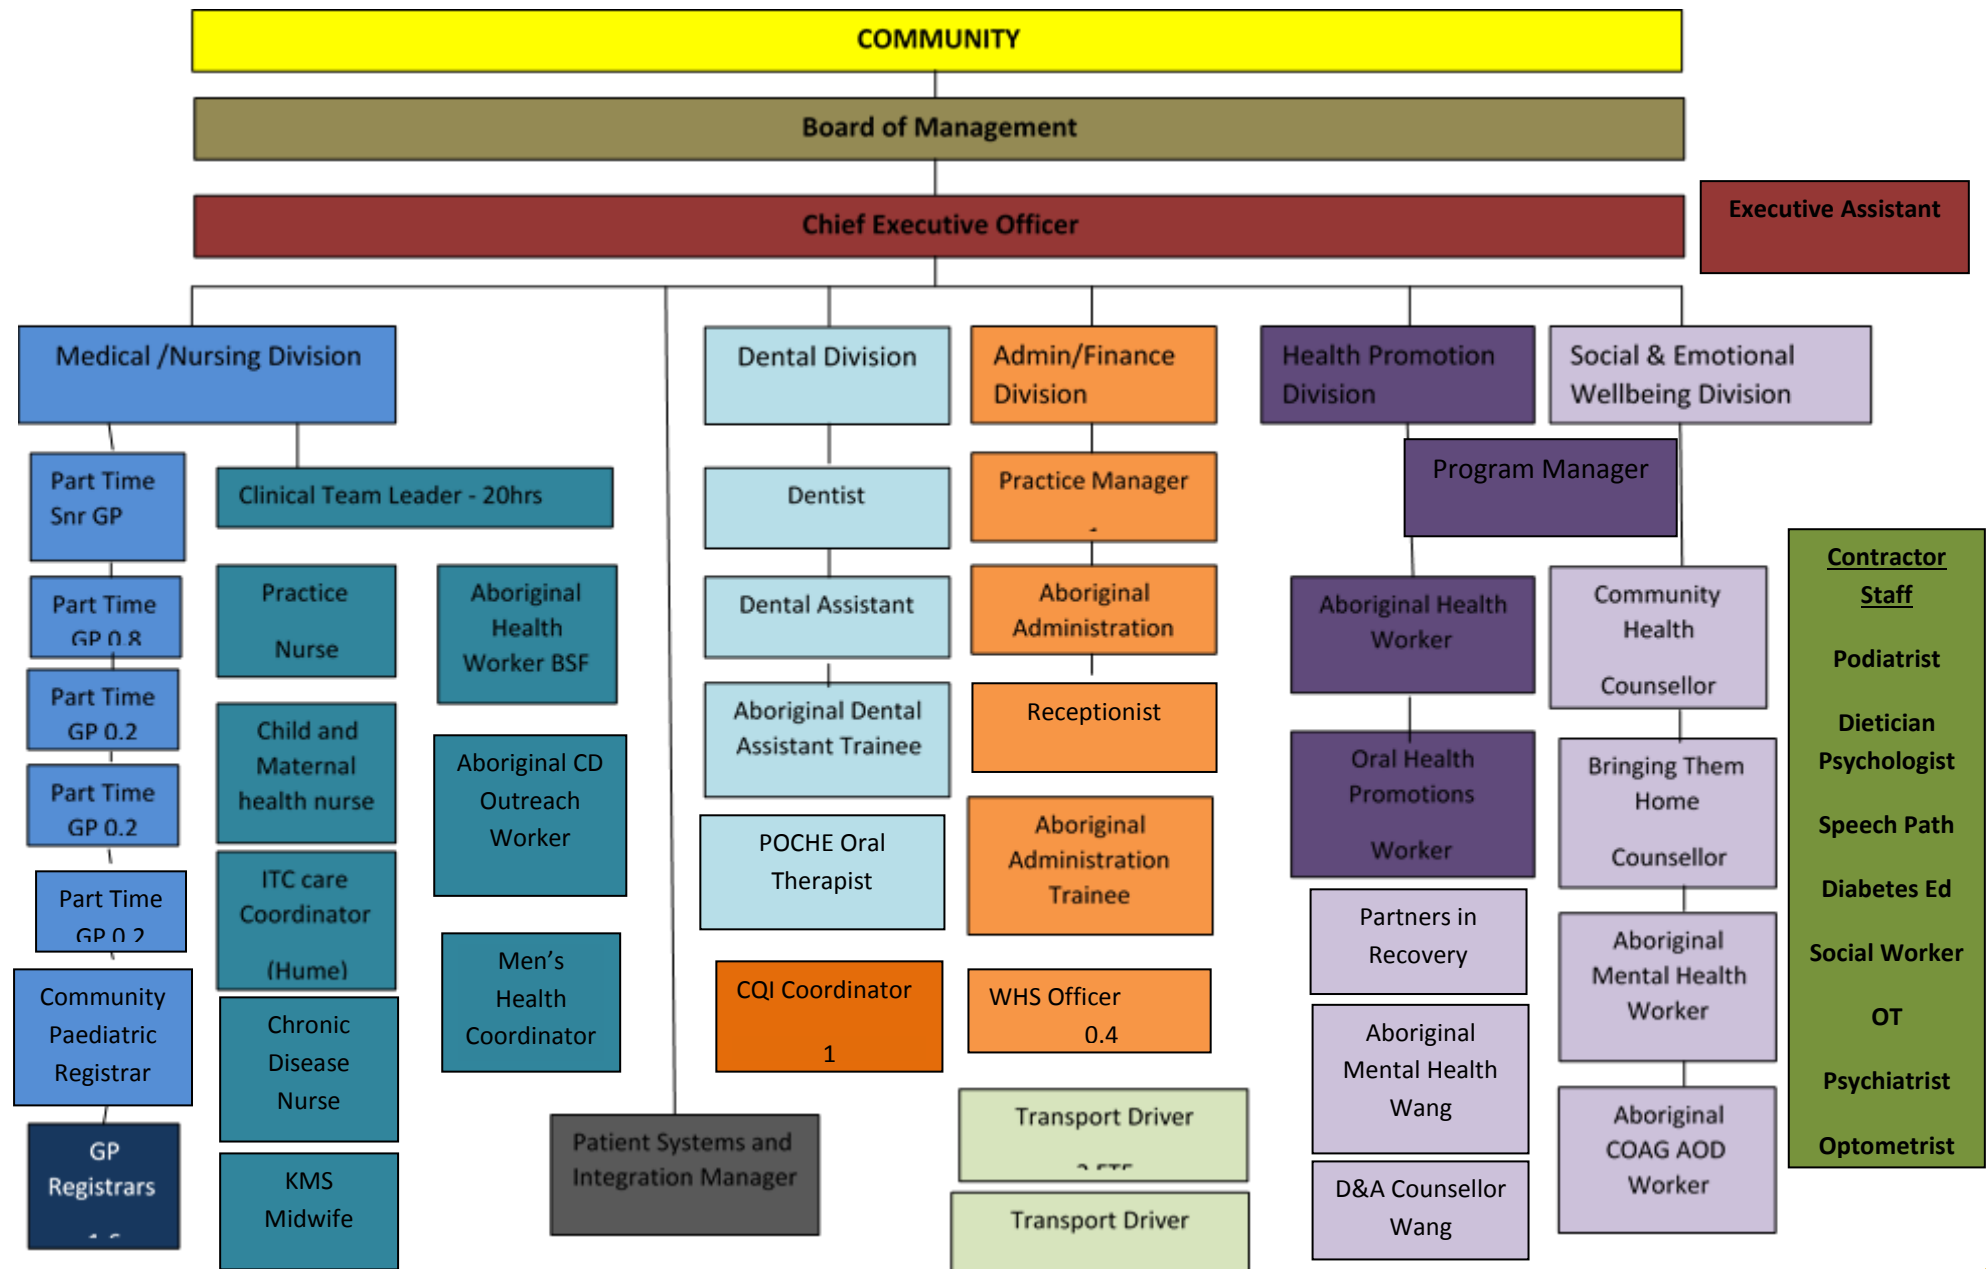 COMMUNITY
Board of Management
Chief Executive Officer
Executive Assistant
Medical /Nursing Division
Dental Division
Admin/Finance
Division
Health Promotion
Division
Social & Emotional
Wellbeing Division
Part Time
Snr GP
Part Time
GP 0.8
Part Time
GP 0.2
Part Time
GP 0.2
Part Time
GP 0.2
Community
Paediatric
Registrar
GP
Registrars
Clinical Team Leader - 20hrs
Practice
Nurse
Child and
Maternal
health nurse
ITC care
Coordinator
(Hume)
Chronic
Disease
Nurse
KMS
Midwife
Aboriginal
Health
Worker BSF
Aboriginal CD
Outreach
Worker
Men’s
Health
Coordinator
Patient Systems and
Integration Manager
Dentist
Dental Assistant
Aboriginal Dental
Assistant Trainee
POCHE Oral
Therapist
CQI Coordinator
1
Practice Manager
Aboriginal
Administration
Receptionist
Aboriginal
Administration
Trainee
WHS Officer
0.4
Transport Driver
Transport Driver
Program Manager
Aboriginal Health
Worker
Oral Health
Promotions
Worker
Partners in
Recovery
Aboriginal
Mental Health
Wang
D&A Counsellor
Wang
Community
Health
Counsellor
Bringing Them
Home
Counsellor
Aboriginal
Mental Health
Worker
Aboriginal
COAG AOD
Worker
Contractor
Staff
Podiatrist
Dietician
Psychologist
Speech Path
Diabetes Ed
Social Worker
OT
Psychiatrist
Optometrist